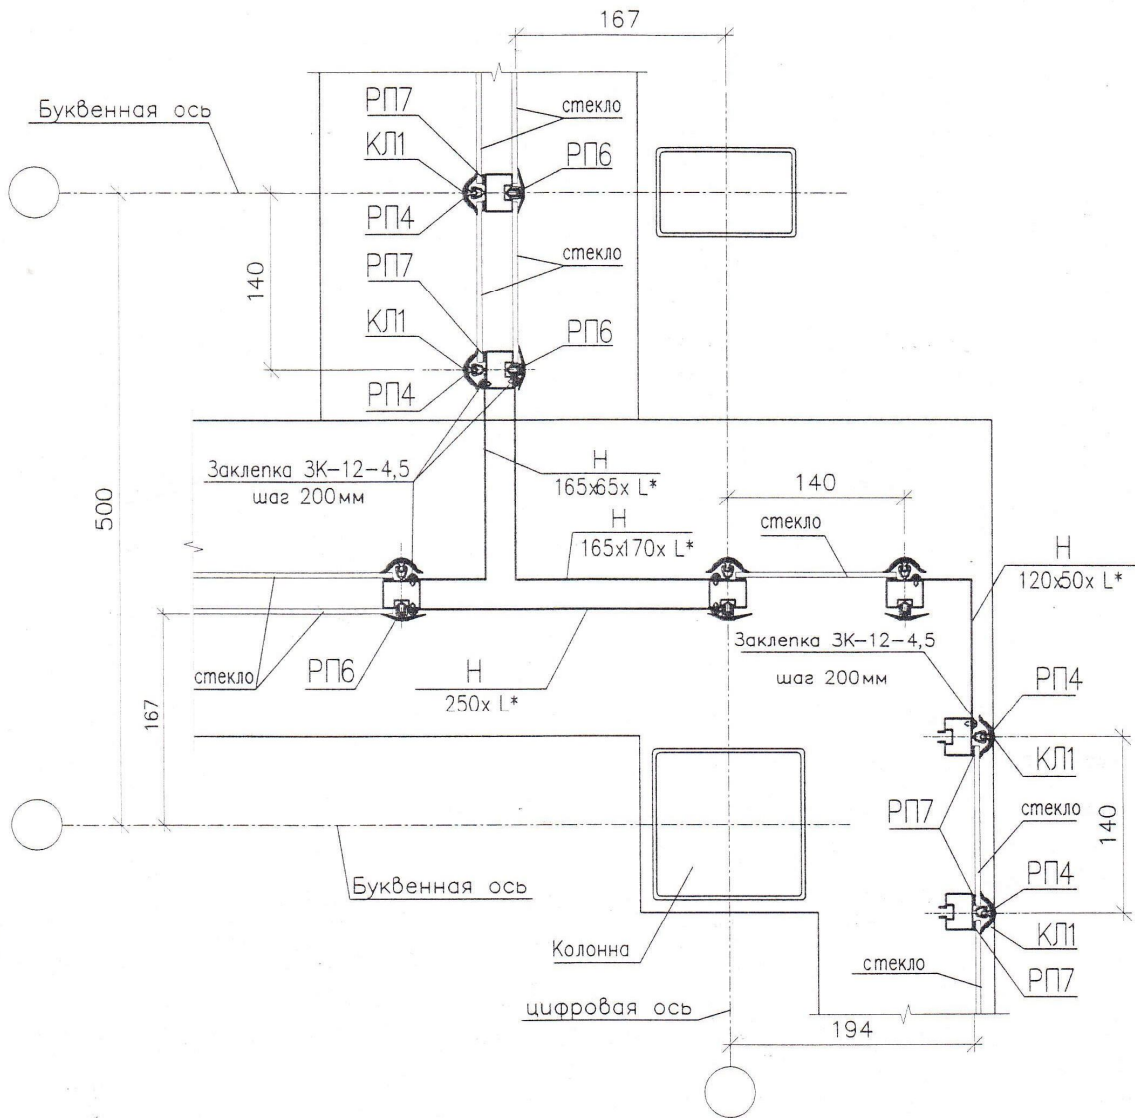 167
Буквенная ось
РП7
стекло
КЛ1
РП6
РП4
РП7
стекло
140
КЛ1
РП6
РП4
500
Заклепка ЗК-12-4,5
шаг 200мм
Н
165х65х L*
140
Н
165х170х L*
стекло
Н
120х50х L*
стекло
РП6
Н
250х L*
Заклепка ЗК-12-4,5
шаг 200мм
РП4
167
КЛ1
РП7
стекло
140
РП4
Буквенная ось
КЛ1
Колонна
стекло
РП7
цифровая ось
194